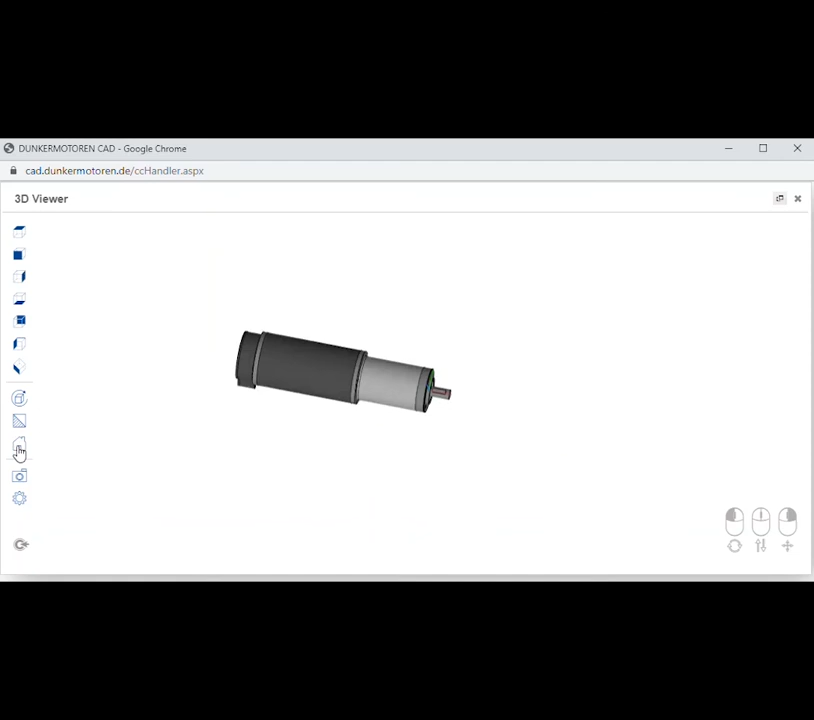 DUNKERMOTOREN CAD - Google Chrome
cad.dunkermotoren.de/ccHandler.aspx
3D Viewer